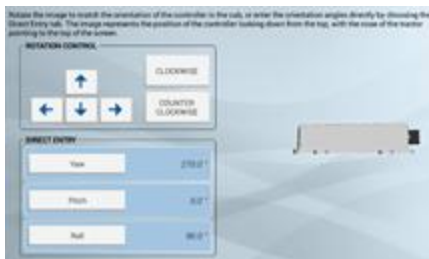 Rotate the image to match the orientation of the controller in the cab, or enter the orientation angles directly by choosing the
Direct Entry tab. The image represents the position of the controller looking down from the top, with the nose of the tractor
pointing to the top of the screen.
ROTATION CONTROL
CLOCKWISE
COUNTER
CLOCKWISE
DIRECT ENTRY
Yaw 270.0 °
Pitch 0.0 °
Roll 90.0 °